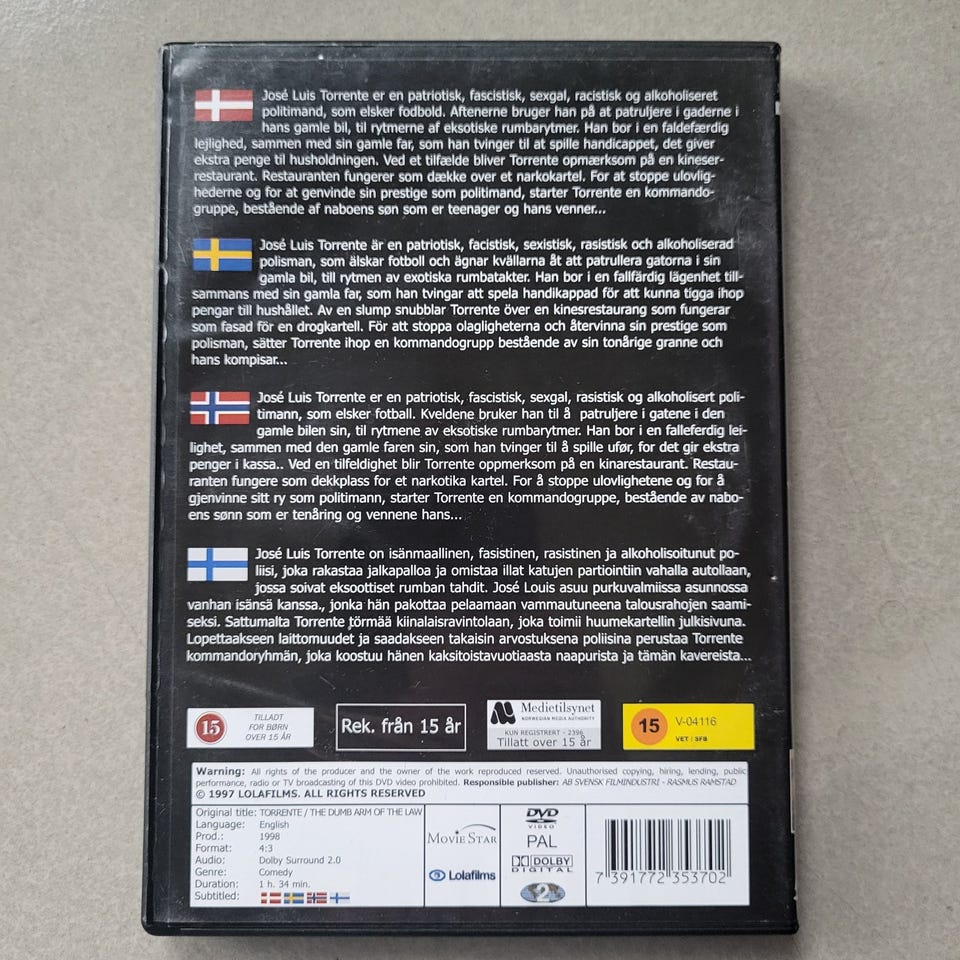 José Luis Torrente er en patriotisk, fascistisk, sexgal, racistisk og alkoholiseret
politimand, som elsker fodbold. Aftenerne bruger han på at patruljere i gaderne i
hans gamle bil, til rytmerne af eksotiske rumbarytmer. Han bor i en faldefærdig
lejlighed, sammen med sin gamle far, som han tvinger til at spille handicappet, det giver
ekstra penge til husholdningen. Ved et tilfælde bliver Torrente opmærksom på en kineser-
restaurant. Restauranten fungerer som dække over et narkokartel. For at stoppe ulovlig-
hederne og for at genvinde sin prestige som politimand, starter Torrente en kommando-
gruppe, bestående af naboens søn som er teenager og hans venner...
José Luis Torrente är en patriotisk, facistisk, sexistisk, rasistisk och alkoholiserad
polisman, som älskar fotboll och ägnar kvällarna åt att patrullera gatorna i sin
gamla bil, till rytmen av exotiska rumbatakter. Han bor i en fallfärdig lägenhet till-
sammans med sin gamla far, som han tvingar att spela handikappad för att kunna tigga ihop
pengar till hushållet. Av en slump snubblar Torrente över en kinesrestaurang som fungerar
som fasad för en drogkartell. För att stoppa olagligheterna och återvinna sin prestige som
polisman, sätter Torrente ihop en kommandogrupp bestående av sin tonårige granne och
hans kompisar...
José Luis Torrente er en patriotisk, fascistisk, sexgal, rasistisk og alkoholisert poli-
timann, som elsker fotball. Kveldene bruker han til å patruljere i gatene i den
gamle bilen sin, til rytmene av eksotiske rumbarytmer. Han bor i en falleferdig lei-
lighet, sammen med den gamle faren sin, som han tvinger til å spille ufør, for det gir ekstra
penger i kassa.. Ved en tilfeldighet blir Torrente oppmerksom på en kinarestaurant. Restau-
ranten fungere som dekkplass for et narkotika kartel. For å stoppe ulovlighetene og for å
gjenvinne sitt ry som politimann, starter Torrente en kommandogruppe, bestående av nabo-
ens sønn som er tenåring og vennene hans...
José Luis Torrente on isänmaallinen, fasistinen, rasistinen ja alkoholisoitunut po-
liisi, joka rakastaa jalkapalloa ja omistaa illat katujen partiointiin vahalla autollaan,
jossa soivat eksoottiset rumban tahdit. José Louis asuu purkuvalmiissa asunnossa
vanhan isänsä kanssa., jonka hän pakottaa pelaamaan vammautuneena talousrahojen saami-
seksi. Sattumalta Torrente törmää kiinalaisravintolaan, joka toimii huumekartellin julkisivuna.
Lopettaakseen laittomuudet ja saadakseen takaisin arvostuksena poliisina perustaa Torrente
kommandoryhmän, joka koostuu hänen kaksitoistavuotiaasta naapurista ja tämän kavereista...
15 TILLADT
FOR BØRN
OVER 15 ÅR
Rek. från 15 år
Medietilsynet
NORWEGIAN MEDIA AUTHORITY
KUN REGISTRERT - 2396
Tillatt over 15 år
15 V-04116
VET | SFB
Warning: All rights of the producer and the owner of the work reproduced reserved. Unauthorised copying, hiring, lending, public
performance, radio or TV broadcasting of this DVD video prohibited. Responsible publisher: AB SVENSK FILMINDUSTRI - RASMUS RAMSTAD
© 1997 LOLAFILMS. ALL RIGHTS RESERVED
Original title: TORRENTE / THE DUMB ARM OF THE LAW
Language: English
Prod.: 1998
Format: 4:3
Audio: Dolby Surround 2.0
Genre: Comedy
Duration: 1 h. 34 min.
Subtitled:
MOVIE STAR
Lolafilms
DVD
VIDEO
PAL
DOLBY
DIGITAL
2
7 391772 353702